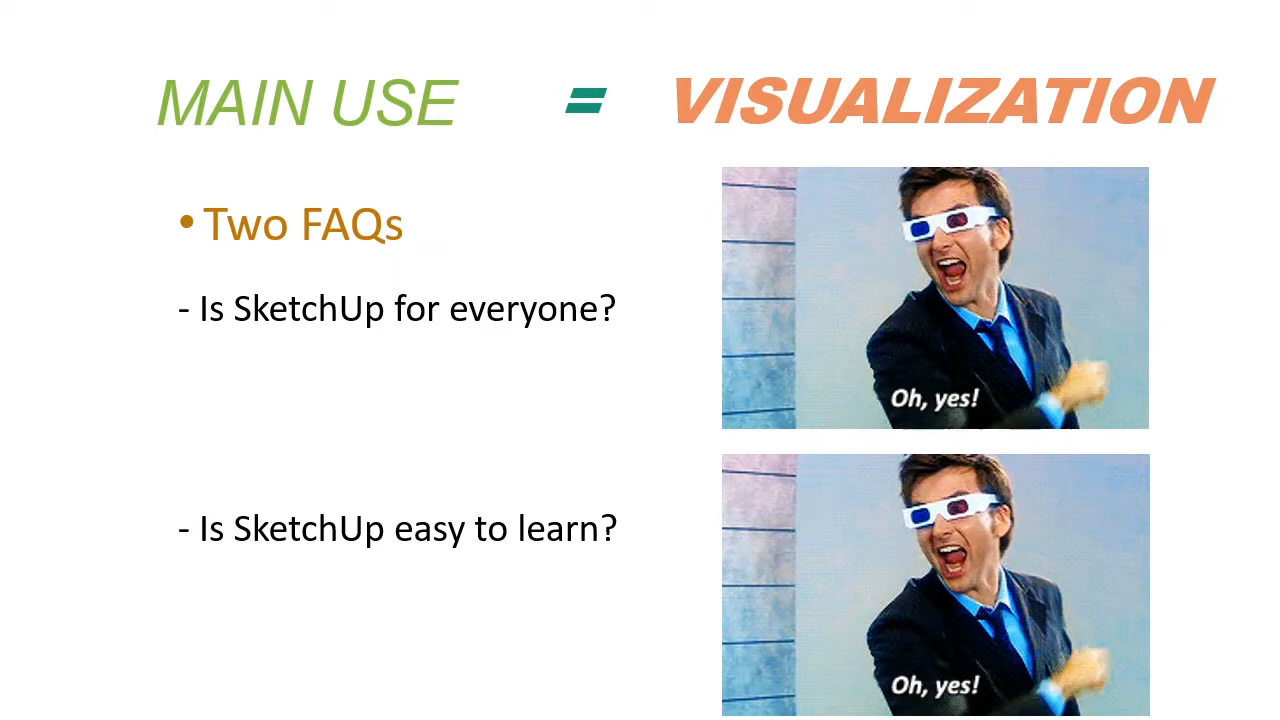 MAIN USE = VISUALIZATION
• Two FAQs
- Is SketchUp for everyone?
Oh, yes!
- Is SketchUp easy to learn?
Oh, yes!